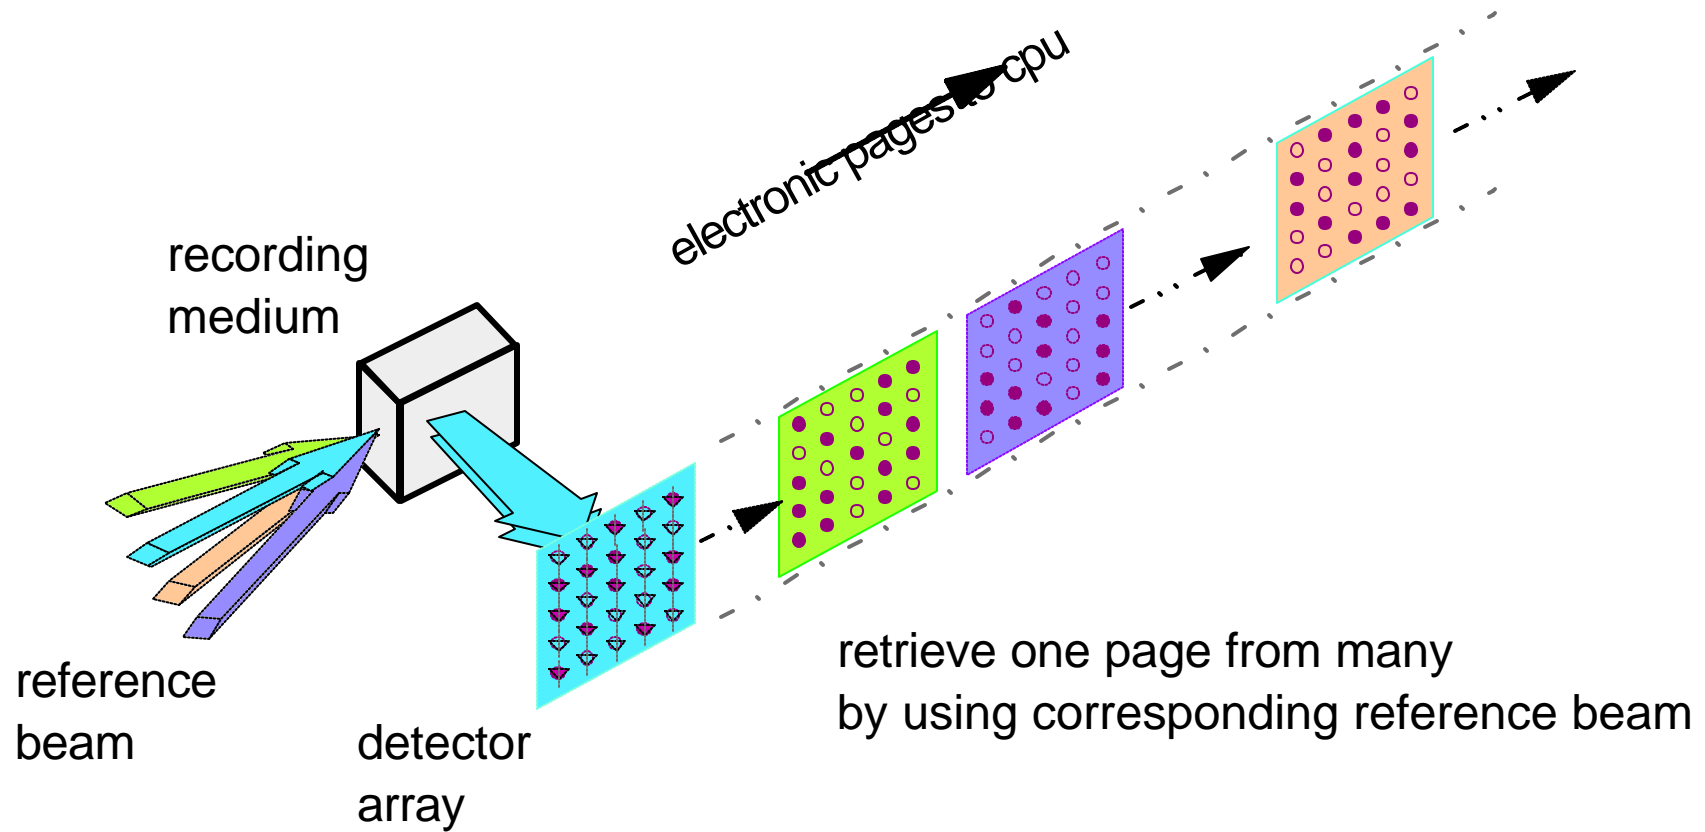 electronic pages to cpu
recording
medium
reference
beam
detector
array
retrieve one page from many
by using corresponding reference beam